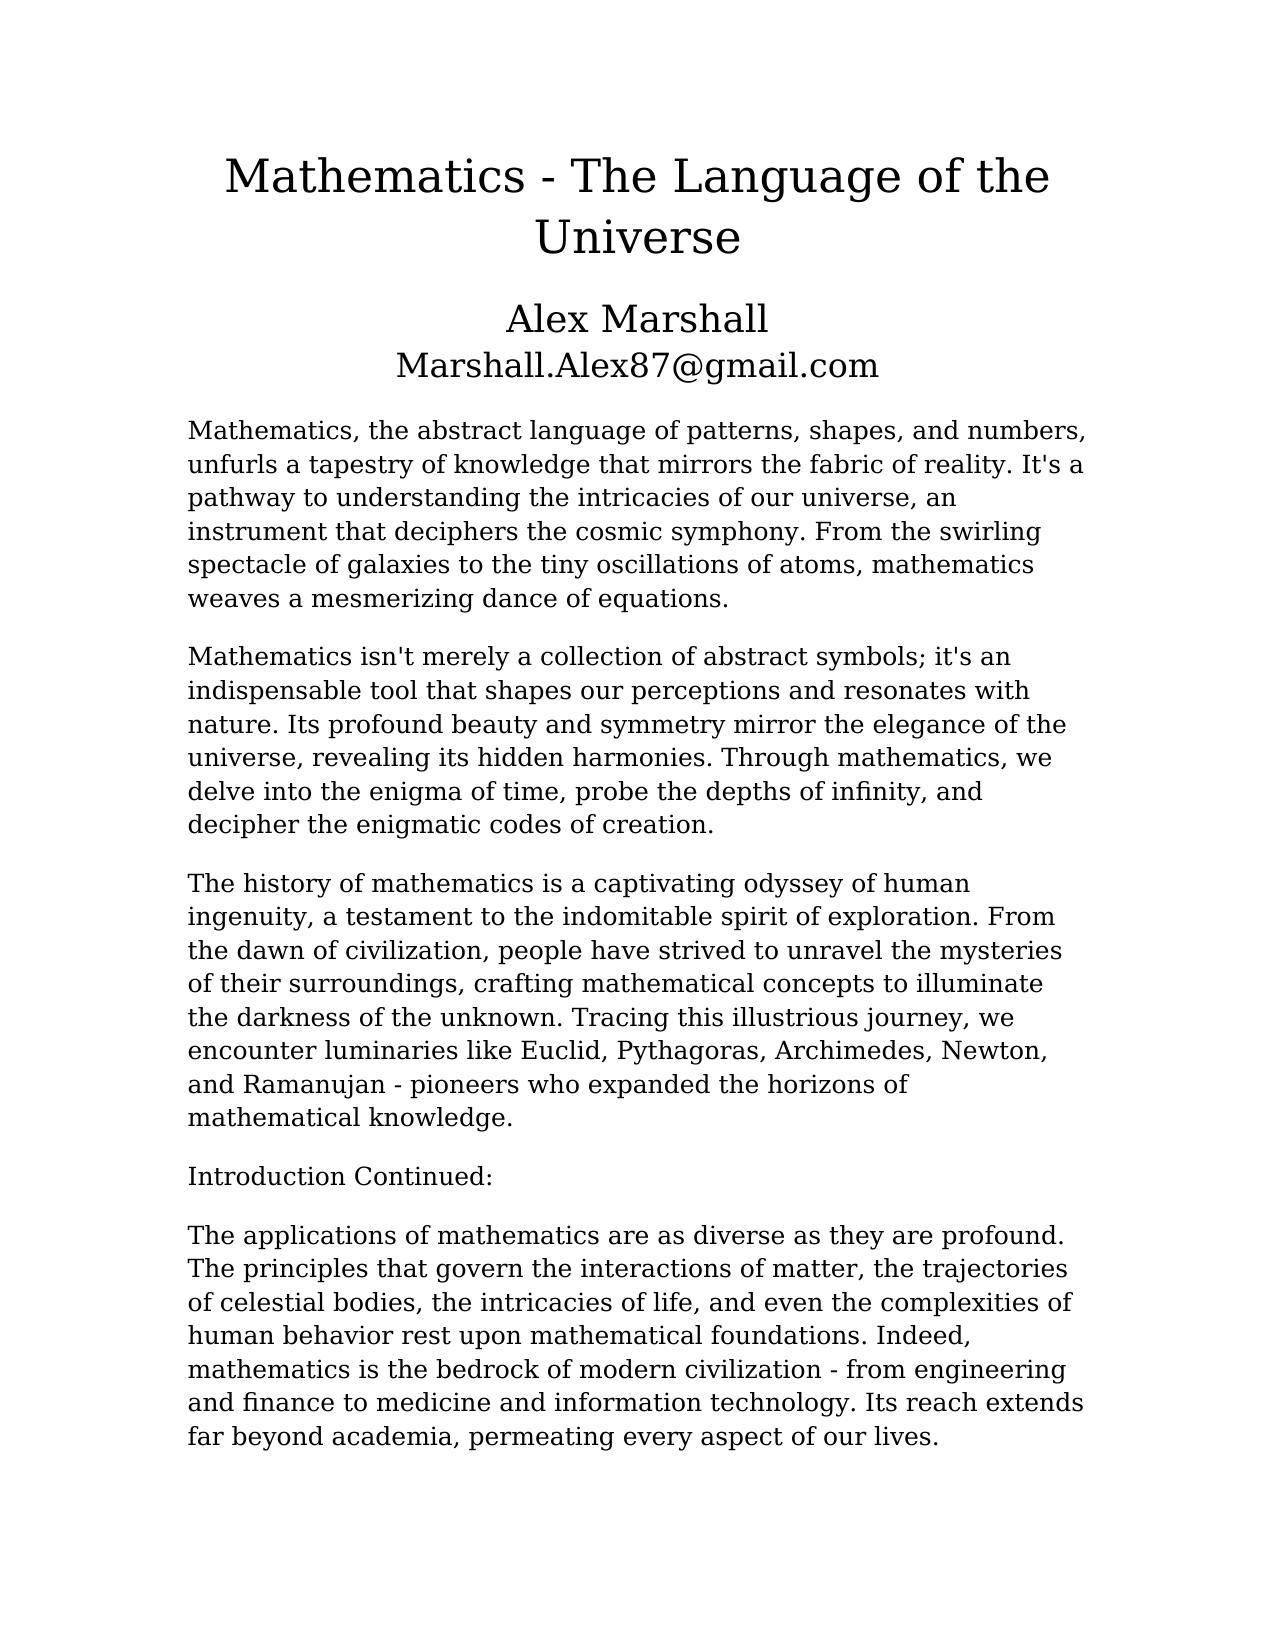 Mathematics - The Language of the
Universe
Alex Marshall
Marshall.Alex87@gmail.com
Mathematics, the abstract language of patterns, shapes, and numbers,
unfurls a tapestry of knowledge that mirrors the fabric of reality. It's a
pathway to understanding the intricacies of our universe, an
instrument that deciphers the cosmic symphony. From the swirling
spectacle of galaxies to the tiny oscillations of atoms, mathematics
weaves a mesmerizing dance of equations.
Mathematics isn't merely a collection of abstract symbols; it's an
indispensable tool that shapes our perceptions and resonates with
nature. Its profound beauty and symmetry mirror the elegance of the
universe, revealing its hidden harmonies. Through mathematics, we
delve into the enigma of time, probe the depths of infinity, and
decipher the enigmatic codes of creation.
The history of mathematics is a captivating odyssey of human
ingenuity, a testament to the indomitable spirit of exploration. From
the dawn of civilization, people have strived to unravel the mysteries
of their surroundings, crafting mathematical concepts to illuminate
the darkness of the unknown. Tracing this illustrious journey, we
encounter luminaries like Euclid, Pythagoras, Archimedes, Newton,
and Ramanujan - pioneers who expanded the horizons of
mathematical knowledge.
Introduction Continued:
The applications of mathematics are as diverse as they are profound.
The principles that govern the interactions of matter, the trajectories
of celestial bodies, the intricacies of life, and even the complexities of
human behavior rest upon mathematical foundations. Indeed,
mathematics is the bedrock of modern civilization - from engineering
and finance to medicine and information technology. Its reach extends
far beyond academia, permeating every aspect of our lives.